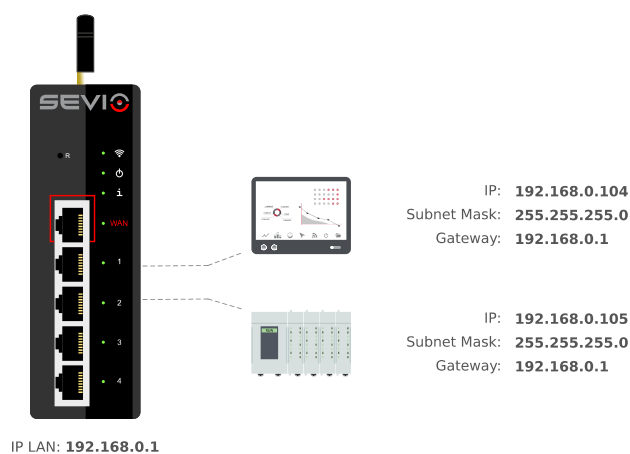 SEVIO
R
i
WAN
1
2
3
4
IP: 192.168.0.104
Subnet Mask: 255.255.255.0
Gateway: 192.168.0.1
IP: 192.168.0.105
Subnet Mask: 255.255.255.0
Gateway: 192.168.0.1
IP LAN: 192.168.0.1